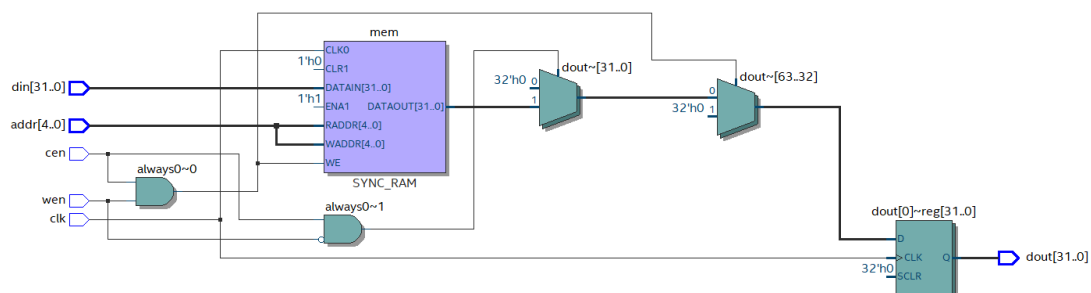 mem
CLK0
1'h0
CLR1
din[31..0]
DATAIN[31..0]
1'h1
ENA1
DATAOUT[31..0]
addr[4..0]
RADDR[4..0]
WADDR[4..0]
cen
WE
SYNC_RAM
always0~0
wen
clk
always0~1
dout~[31..0]
32'h0
0
1
dout~[63..32]
0
32'h0
1
dout[0]~reg[31..0]
D
CLK
Q
32'h0
SCLR
dout[31..0]